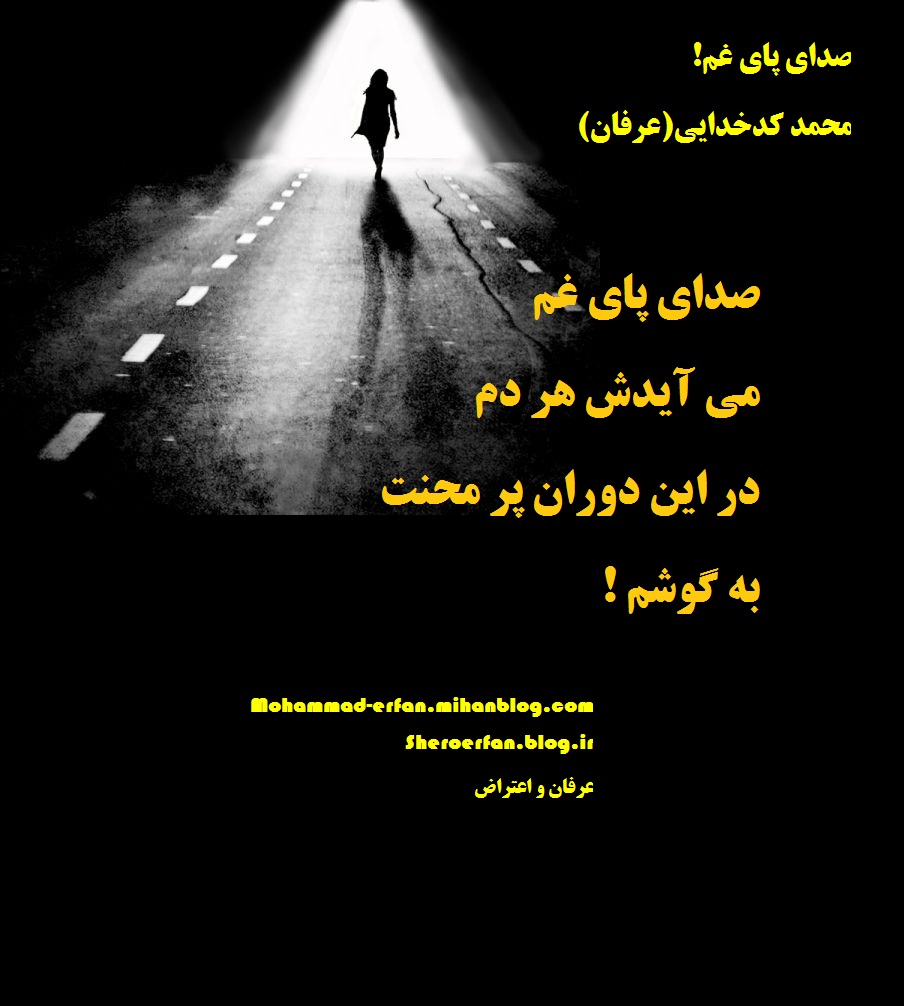 صدای پای غم!
محمد کدخدایی(عرفان)
صدای پای غم
می آیدش هر دم
در این دوران پر محنت
به گوشم !
Mohammad-erfan.mihanblog.com
Sheroerfan.blog.ir
عرفان و اعتراض